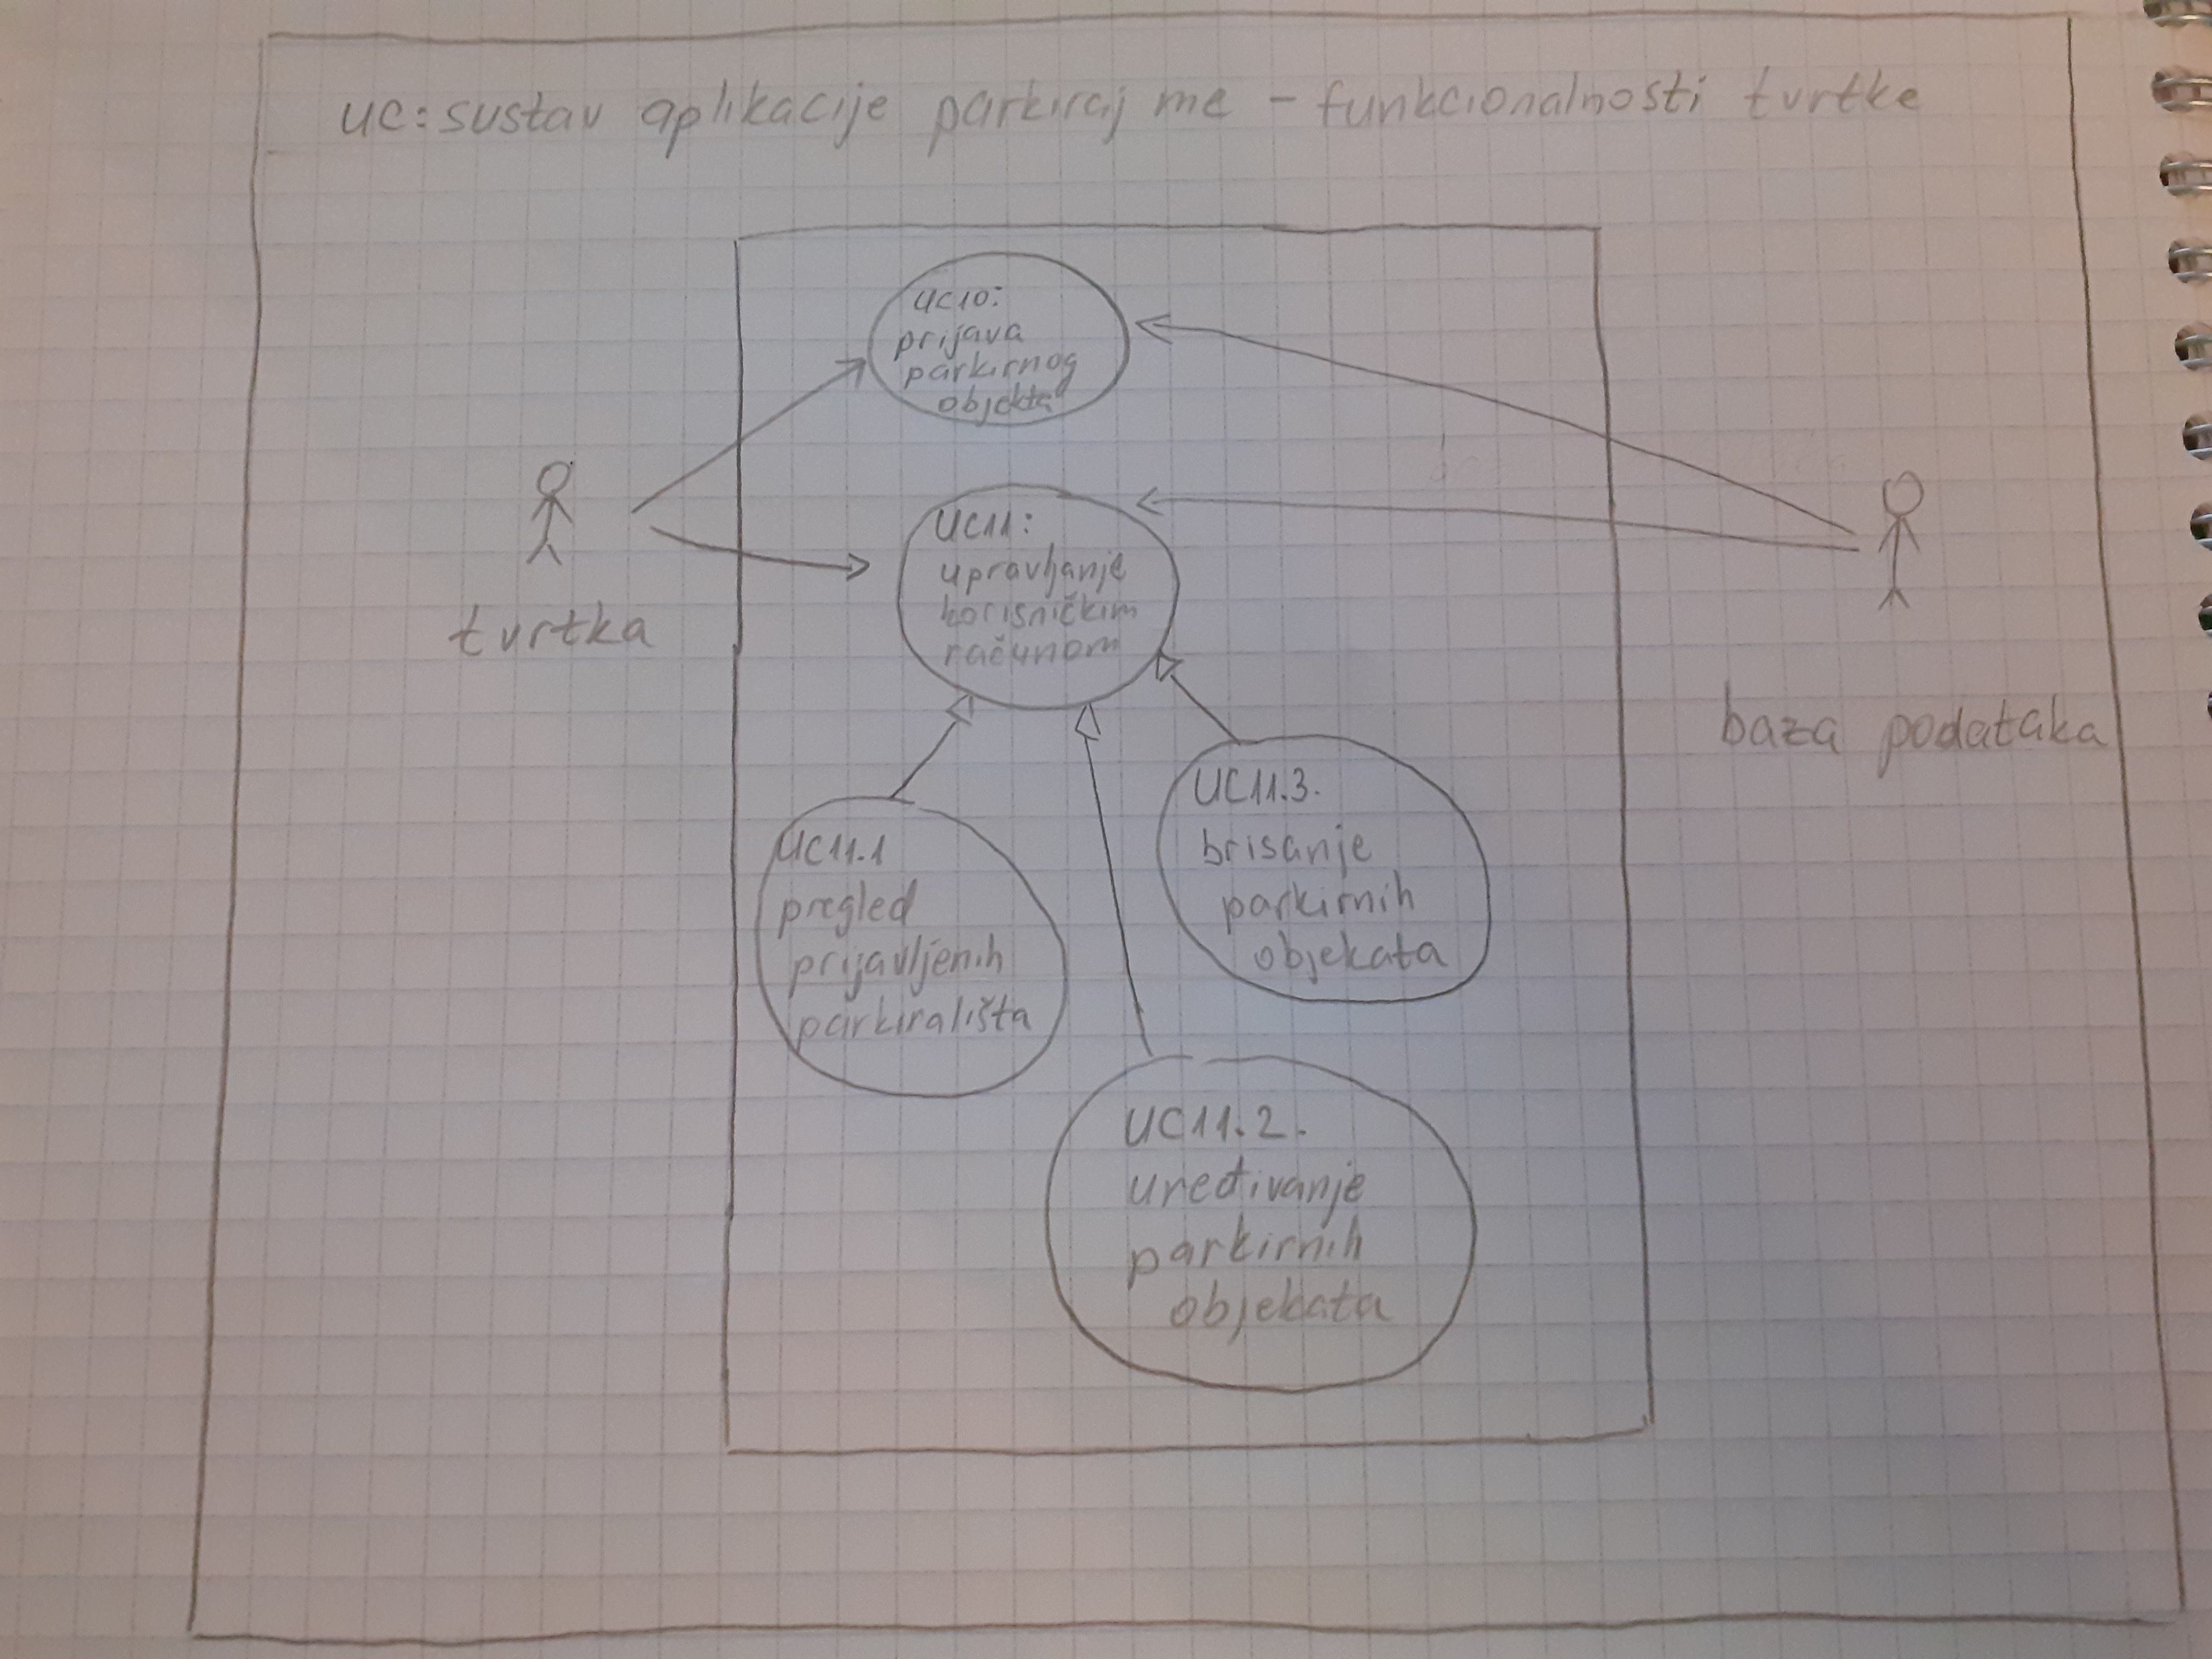 uc: sustav aplikacije parkiraj me - funkcionalnosti tvrtke
UC10:
prijava
parkirnog
objekta
UC11:
upravljanje
korisničkim
računom
tvrtka
baza podataka
UC11.1
pregled
prijavljenih
parkirališta
UC11.3.
brisanje
parkirnih
objekata
UC11.2.
uređivanje
parkirnih
objekata